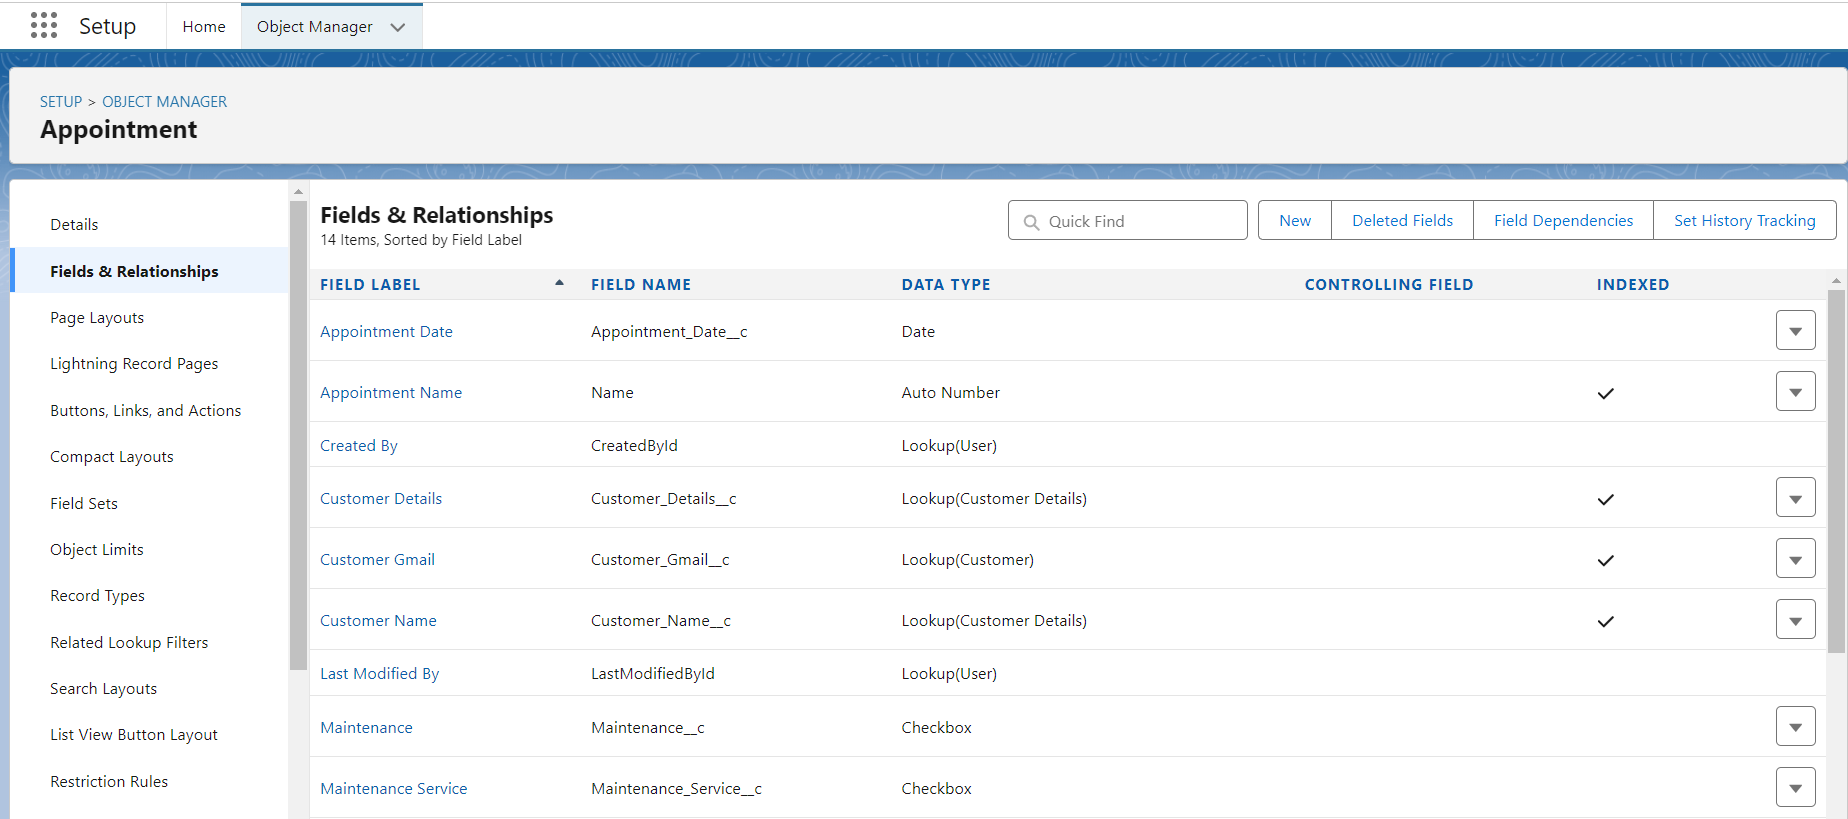 Setup Home Object Manager
SETUP > OBJECT MANAGER
Appointment
Details
Fields & Relationships
Page Layouts
Lightning Record Pages
Buttons, Links, and Actions
Compact Layouts
Field Sets
Object Limits
Record Types
Related Lookup Filters
Search Layouts
List View Button Layout
Restriction Rules
Fields & Relationships
14 Items, Sorted by Field Label
Quick Find New Deleted Fields Field Dependencies Set History Tracking
FIELD LABEL FIELD NAME DATA TYPE CONTROLLING FIELD INDEXED
Appointment Date Appointment_Date__c Date
Appointment Name Name Auto Number
Created By CreatedById Lookup(User)
Customer Details Customer_Details__c Lookup(Customer Details)
Customer Gmail Customer_Gmail__c Lookup(Customer)
Customer Name Customer_Name__c Lookup(Customer Details)
Last Modified By LastModifiedById Lookup(User)
Maintenance Maintenance__c Checkbox
Maintenance Service Maintenance_Service__c Checkbox